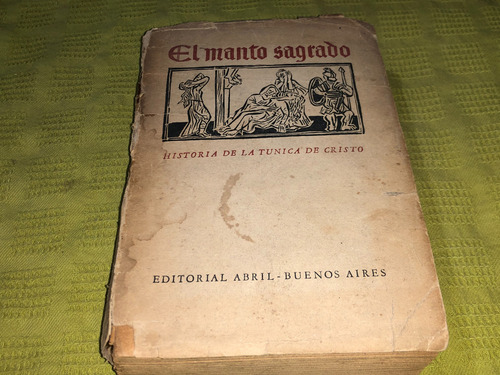 El manto sagrado
HISTORIA DE LA TUNICA DE CRISTO
EDITORIAL ABRIL - BUENOS AIRES